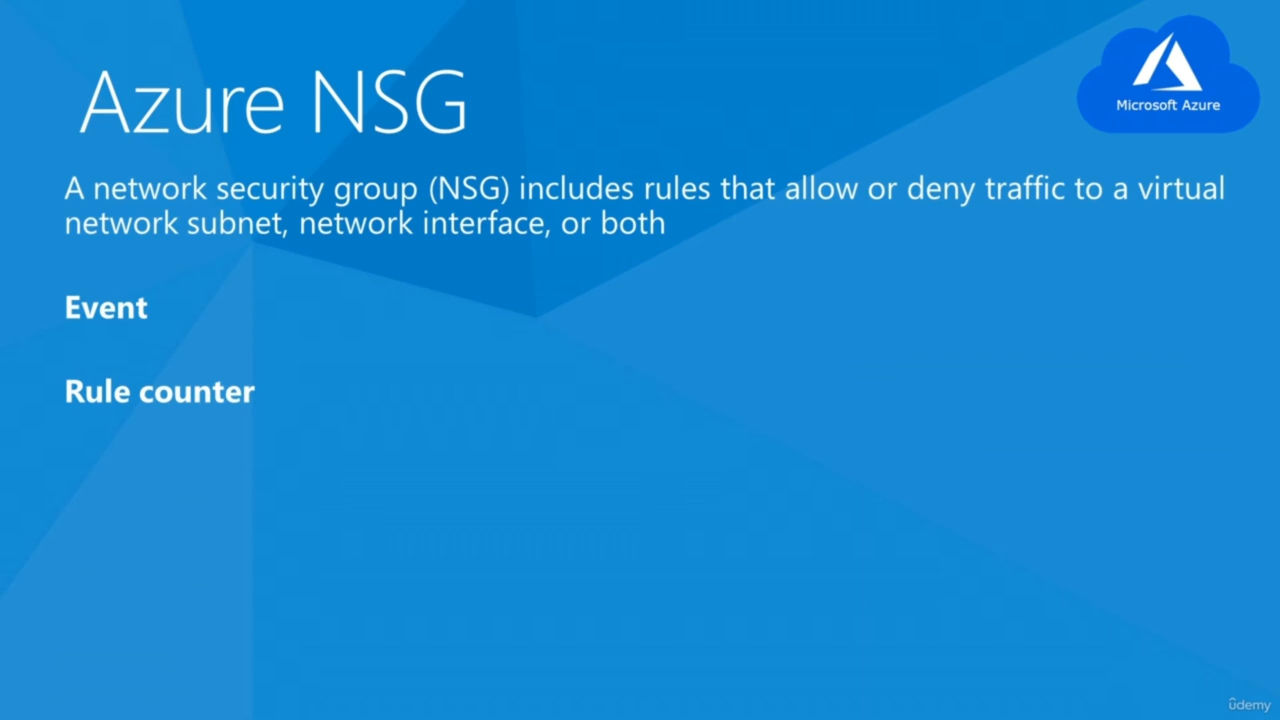 Azure NSG
Microsoft Azure
A network security group (NSG) includes rules that allow or deny traffic to a virtual
network subnet, network interface, or both
Event
Rule counter
ûdemy